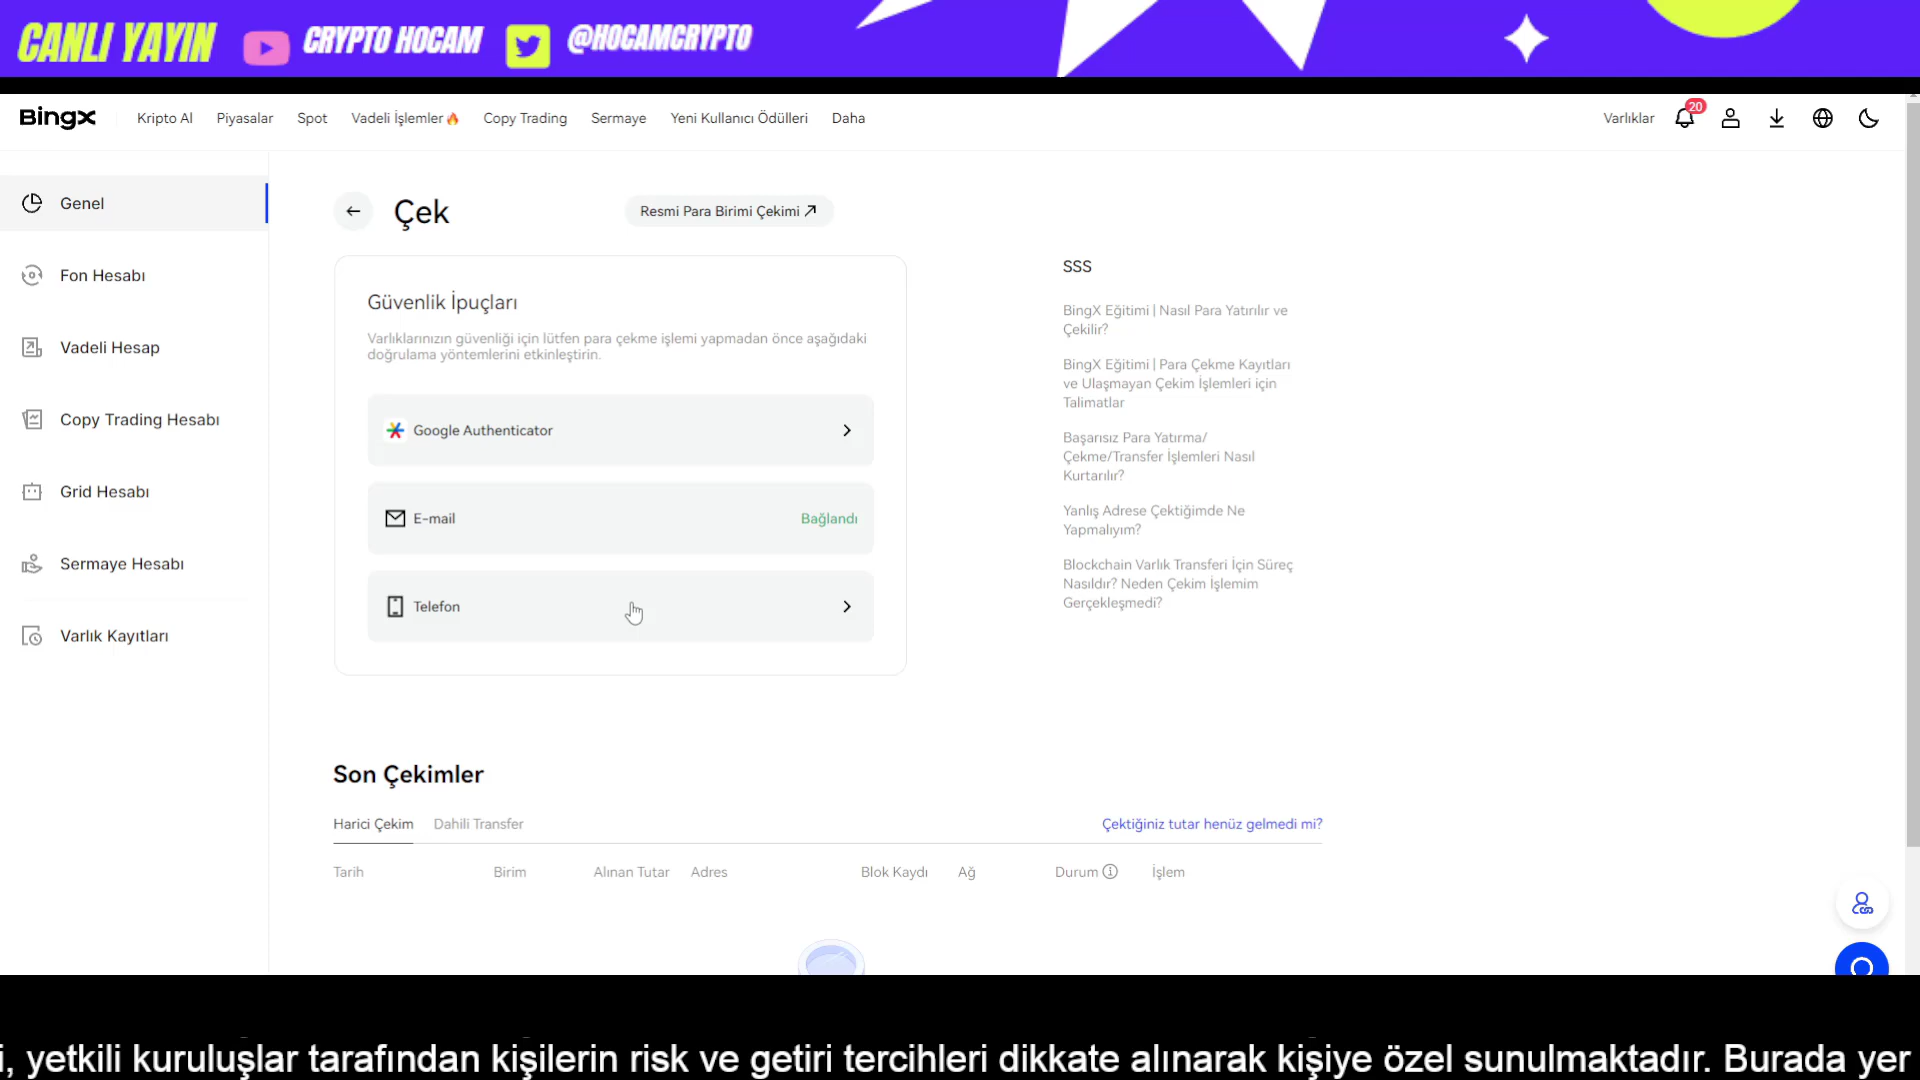 CANLI YAYIN
CRYPTO HOCAM
@HOCAMCRYPTO
BingX
Kripto AI
Piyasalar
Spot
Vadeli İşlemler
Copy Trading
Sermaye
Yeni Kullanıcı Ödülleri
Daha
Varlıklar
20
Genel
Fon Hesabı
Vadeli Hesap
Copy Trading Hesabı
Grid Hesabı
Sermaye Hesabı
Varlık Kayıtları
Çek
Resmi Para Birimi Çekimi
Güvenlik İpuçları
Varlıklarınızın güvenliği için lütfen para çekme işlemi yapmadan önce aşağıdaki
doğrulama yöntemlerini etkinleştirin.
Google Authenticator
E-mail
Bağlandı
Telefon
SSS
BingX Eğitimi | Nasıl Para Yatırılır ve
Çekilir?
BingX Eğitimi | Para Çekme Kayıtları
ve Ulaşmayan Çekim İşlemleri için
Talimatlar
Başarısız Para Yatırma/
Çekme/Transfer İşlemleri Nasıl
Kurtarılır?
Yanlış Adrese Çektiğimde Ne
Yapmalıyım?
Blockchain Varlık Transferi İçin Süreç
Nasıldır? Neden Çekim İşlemim
Gerçekleşmedi?
Son Çekimler
Harici Çekim
Dahili Transfer
Çektiğiniz tutar henüz gelmedi mi?
Tarih
Birim
Alınan Tutar
Adres
Blok Kaydı
Ağ
Durum
İşlem
i, yetkili kuruluşlar tarafından kişilerin risk ve getiri tercihleri dikkate alınarak kişiye özel sunulmaktadır. Burada yer